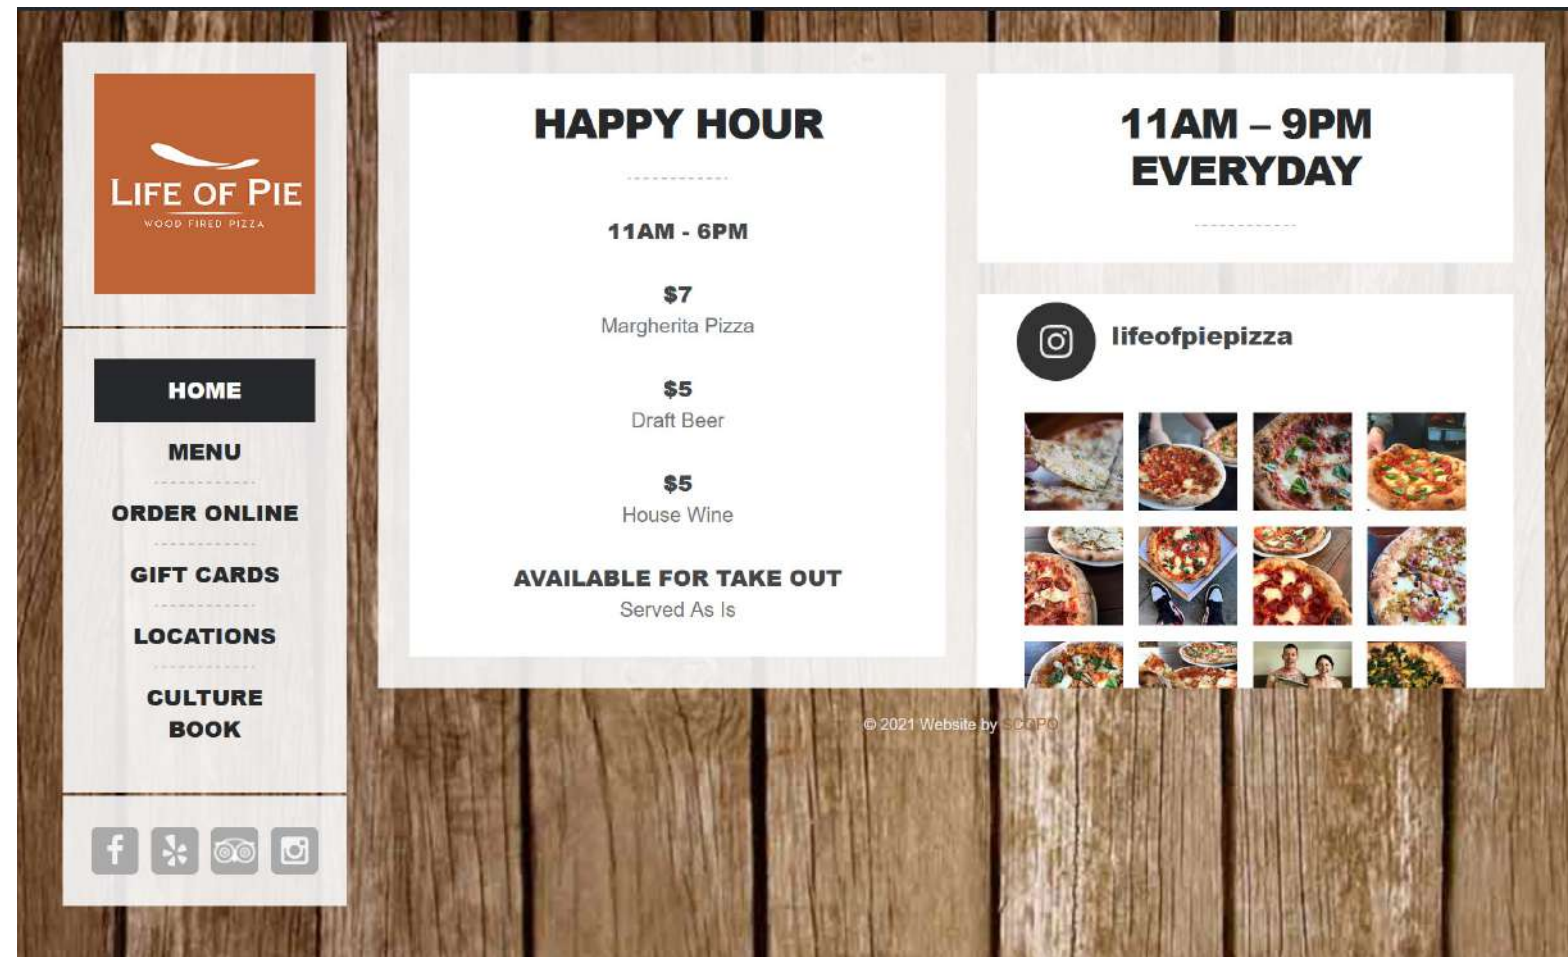 LIFE OF PIE
WOOD FIRED PIZZA
HOME
MENU
ORDER ONLINE
GIFT CARDS
LOCATIONS
CULTURE
BOOK
HAPPY HOUR
11AM - 6PM
$7
Margherita Pizza
$5
Draft Beer
$5
House Wine
AVAILABLE FOR TAKE OUT
Served As Is
11AM – 9PM
EVERYDAY
lifeofpiepizza
© 2021 Website by SCOPO